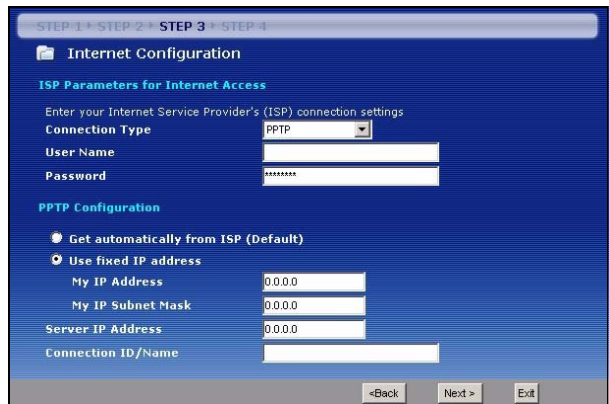 STEP 1 STEP 2 STEP 3 STEP 4
Internet Configuration
ISP Parameters for Internet Access
Enter your Internet Service Provider's (ISP) connection settings
Connection Type PPTP
User Name
Password ********
PPTP Configuration
Get automatically from ISP (Default)
Use fixed IP address
My IP Address 0.0.0.0
My IP Subnet Mask 0.0.0.0
Server IP Address 0.0.0.0
Connection ID/Name
<Back Next > Exit